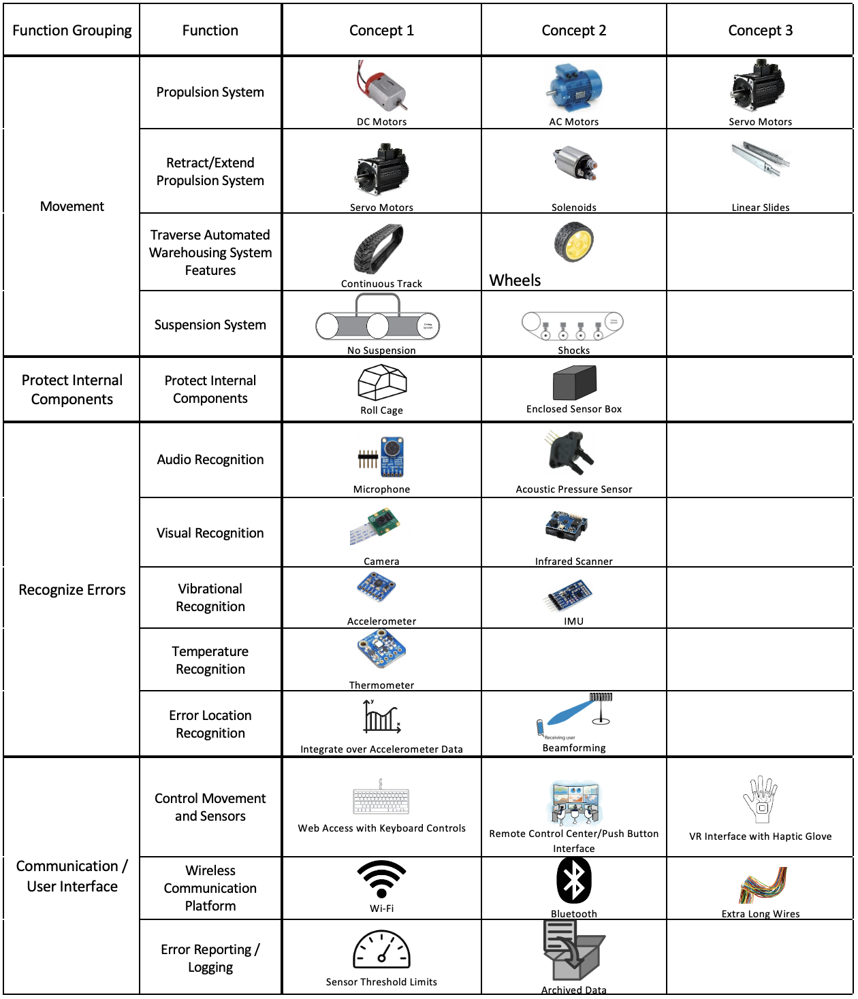 Function Grouping
Function
Concept 1
Concept 2
Concept 3
Movement
Propulsion System
DC Motors
AC Motors
Servo Motors
Retract/Extend
Propulsion System
Servo Motors
Solenoids
Linear Slides
Traverse Automated
Warehousing System
Features
Continuous Track
Wheels
Suspension System
No Suspension
Shocks
Protect Internal
Components
Protect Internal
Components
Roll Cage
Enclosed Sensor Box
Recognize Errors
Audio Recognition
Microphone
Acoustic Pressure Sensor
Visual Recognition
Camera
Infrared Scanner
Vibrational
Recognition
Accelerometer
IMU
Temperature
Recognition
Thermometer
Error Location
Recognition
y
x
Integrate over Accelerometer Data
Receiving user
Beamforming
Communication /
User Interface
Control Movement
and Sensors
Web Access with Keyboard Controls
Remote Control Center/Push Button
Interface
VR Interface with Haptic Glove
Wireless
Communication
Platform
Wi-Fi
Bluetooth
Extra Long Wires
Error Reporting /
Logging
Sensor Threshold Limits
Archived Data